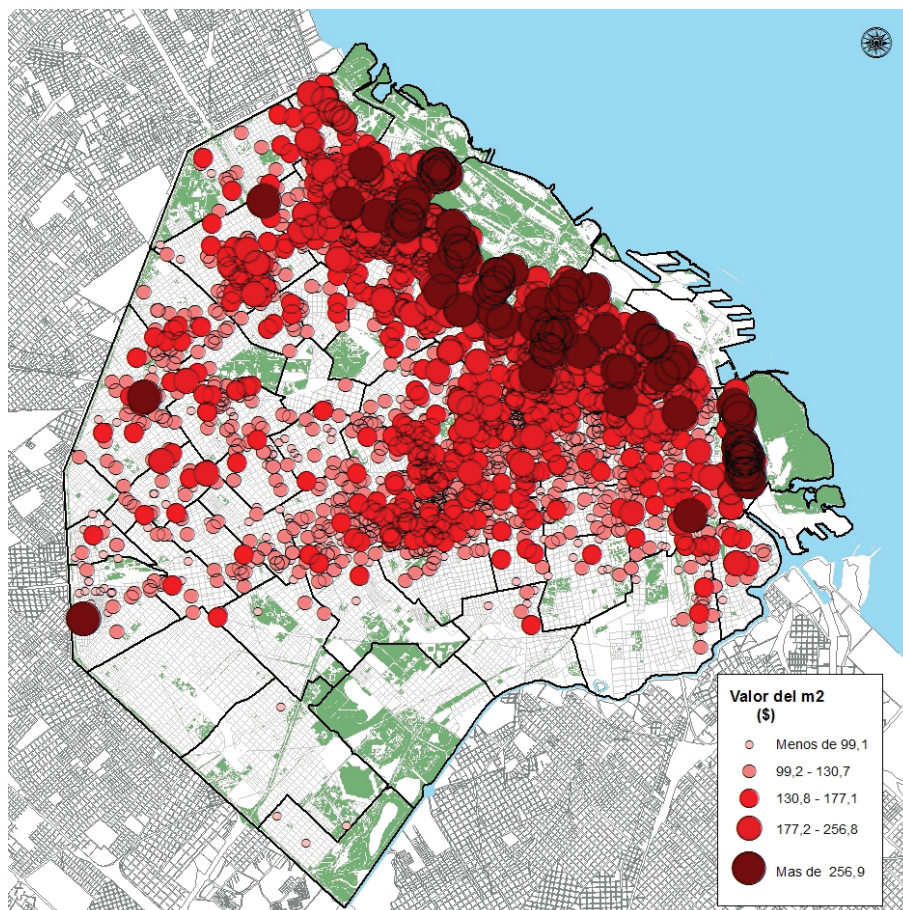 Valor del m2
($)
Menos de 99,1
99,2 - 130,7
130,8 - 177,1
177,2 - 256,8
Mas de 256,9